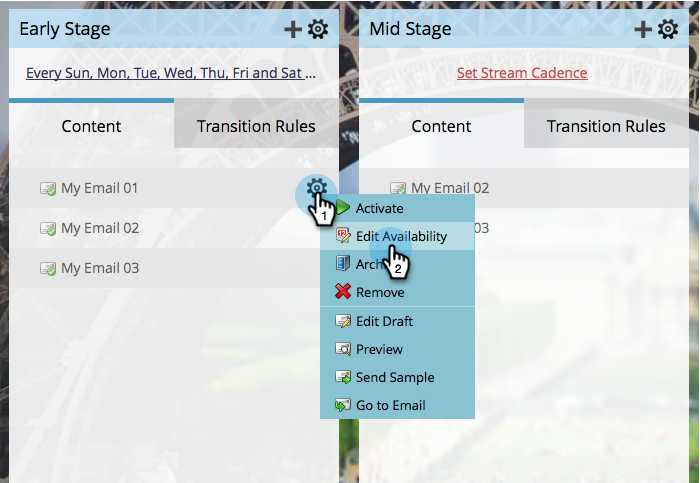 Early Stage
Every Sun, Mon, Tue, Wed, Thu, Fri and Sat ...
Content
Transition Rules
My Email 01
My Email 02
My Email 03
1
Activate
Edit Availability
2
Arch
Remove
Edit Draft
Preview
Send Sample
Go to Email
Mid Stage
Set Stream Cadence
Content
Transition Rules
My Email 02
03